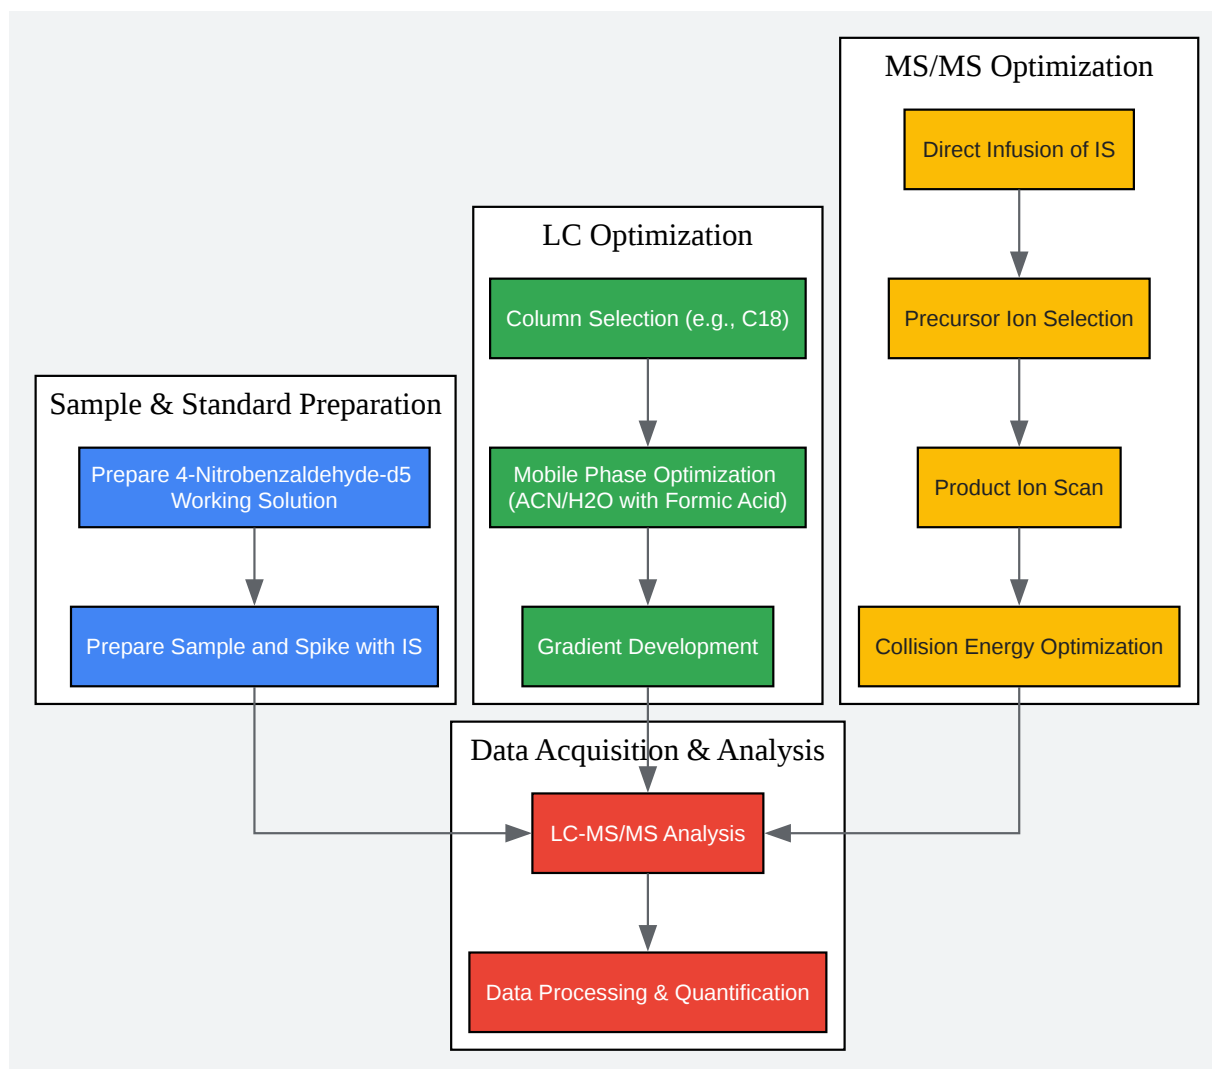 MS/MS Optimization
Direct Infusion of IS
Precursor Ion Selection
Product Ion Scan
Collision Energy Optimization
LC Optimization
Column Selection (e.g., C18)
Mobile Phase Optimization
(ACN/H2O with Formic Acid)
Gradient Development
Sample & Standard Preparation
Prepare 4-Nitrobenzaldehyde-d5
Working Solution
Prepare Sample and Spike with IS
Data Acquisition & Analysis
LC-MS/MS Analysis
Data Processing & Quantification